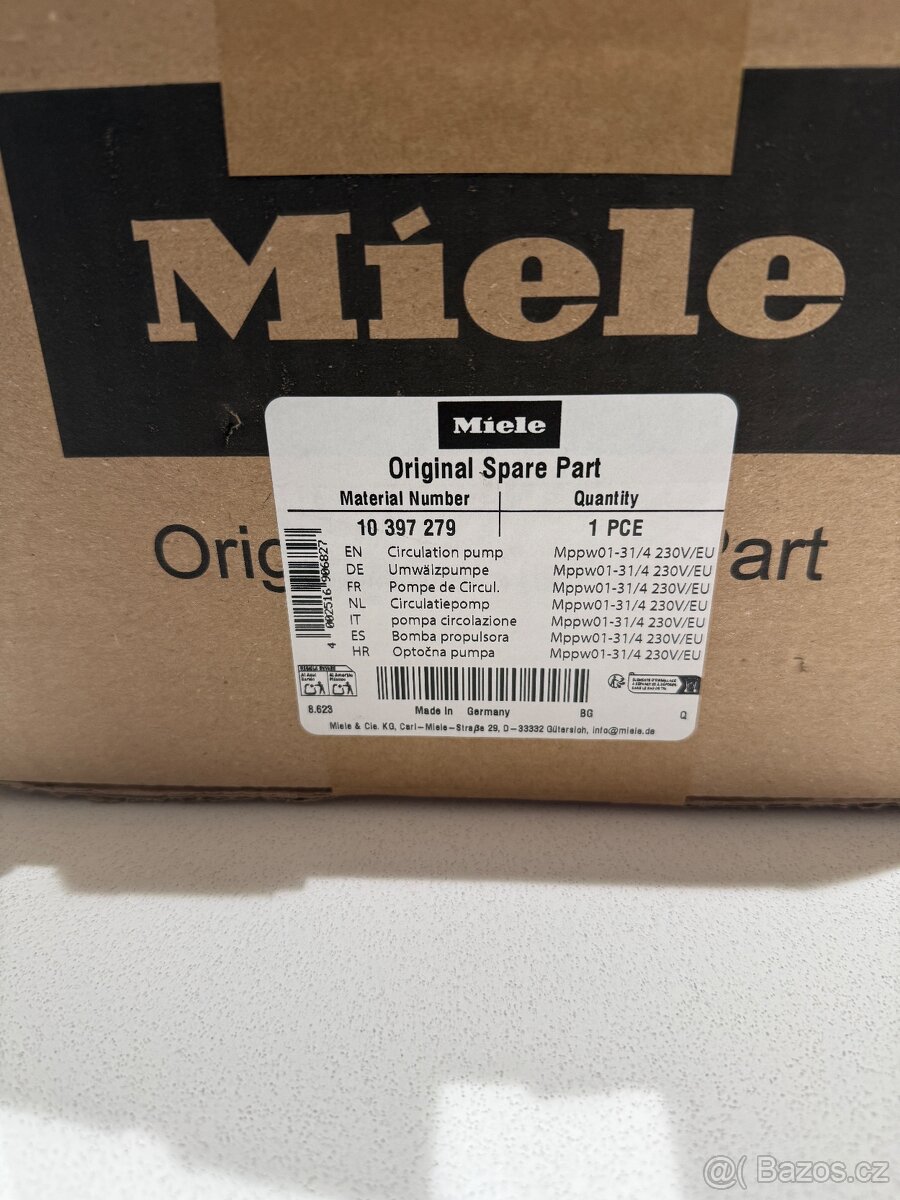 Miele
Miele
Original Spare Part
Material Number Quantity
10 397 279 1 PCE
Orig Part
EN Circulation pump Mppw01-31/4 230V/EU
DE Umwälzpumpe Mppw01-31/4 230V/EU
FR Pompe de Circul. Mppw01-31/4 230V/EU
NL Circulatiepomp Mppw01-31/4 230V/EU
IT pompa circolazione Mppw01-31/4 230V/EU
ES Bomba propulsora Mppw01-31/4 230V/EU
HR Optočna pumpa Mppw01-31/4 230V/EU
4 002516 906827
8.623 Made in Germany BG Q
Miele & Cie. KG, Carl-Miele-Straße 29, D-33332 Gütersloh, info@miele.de
Bazos.cz